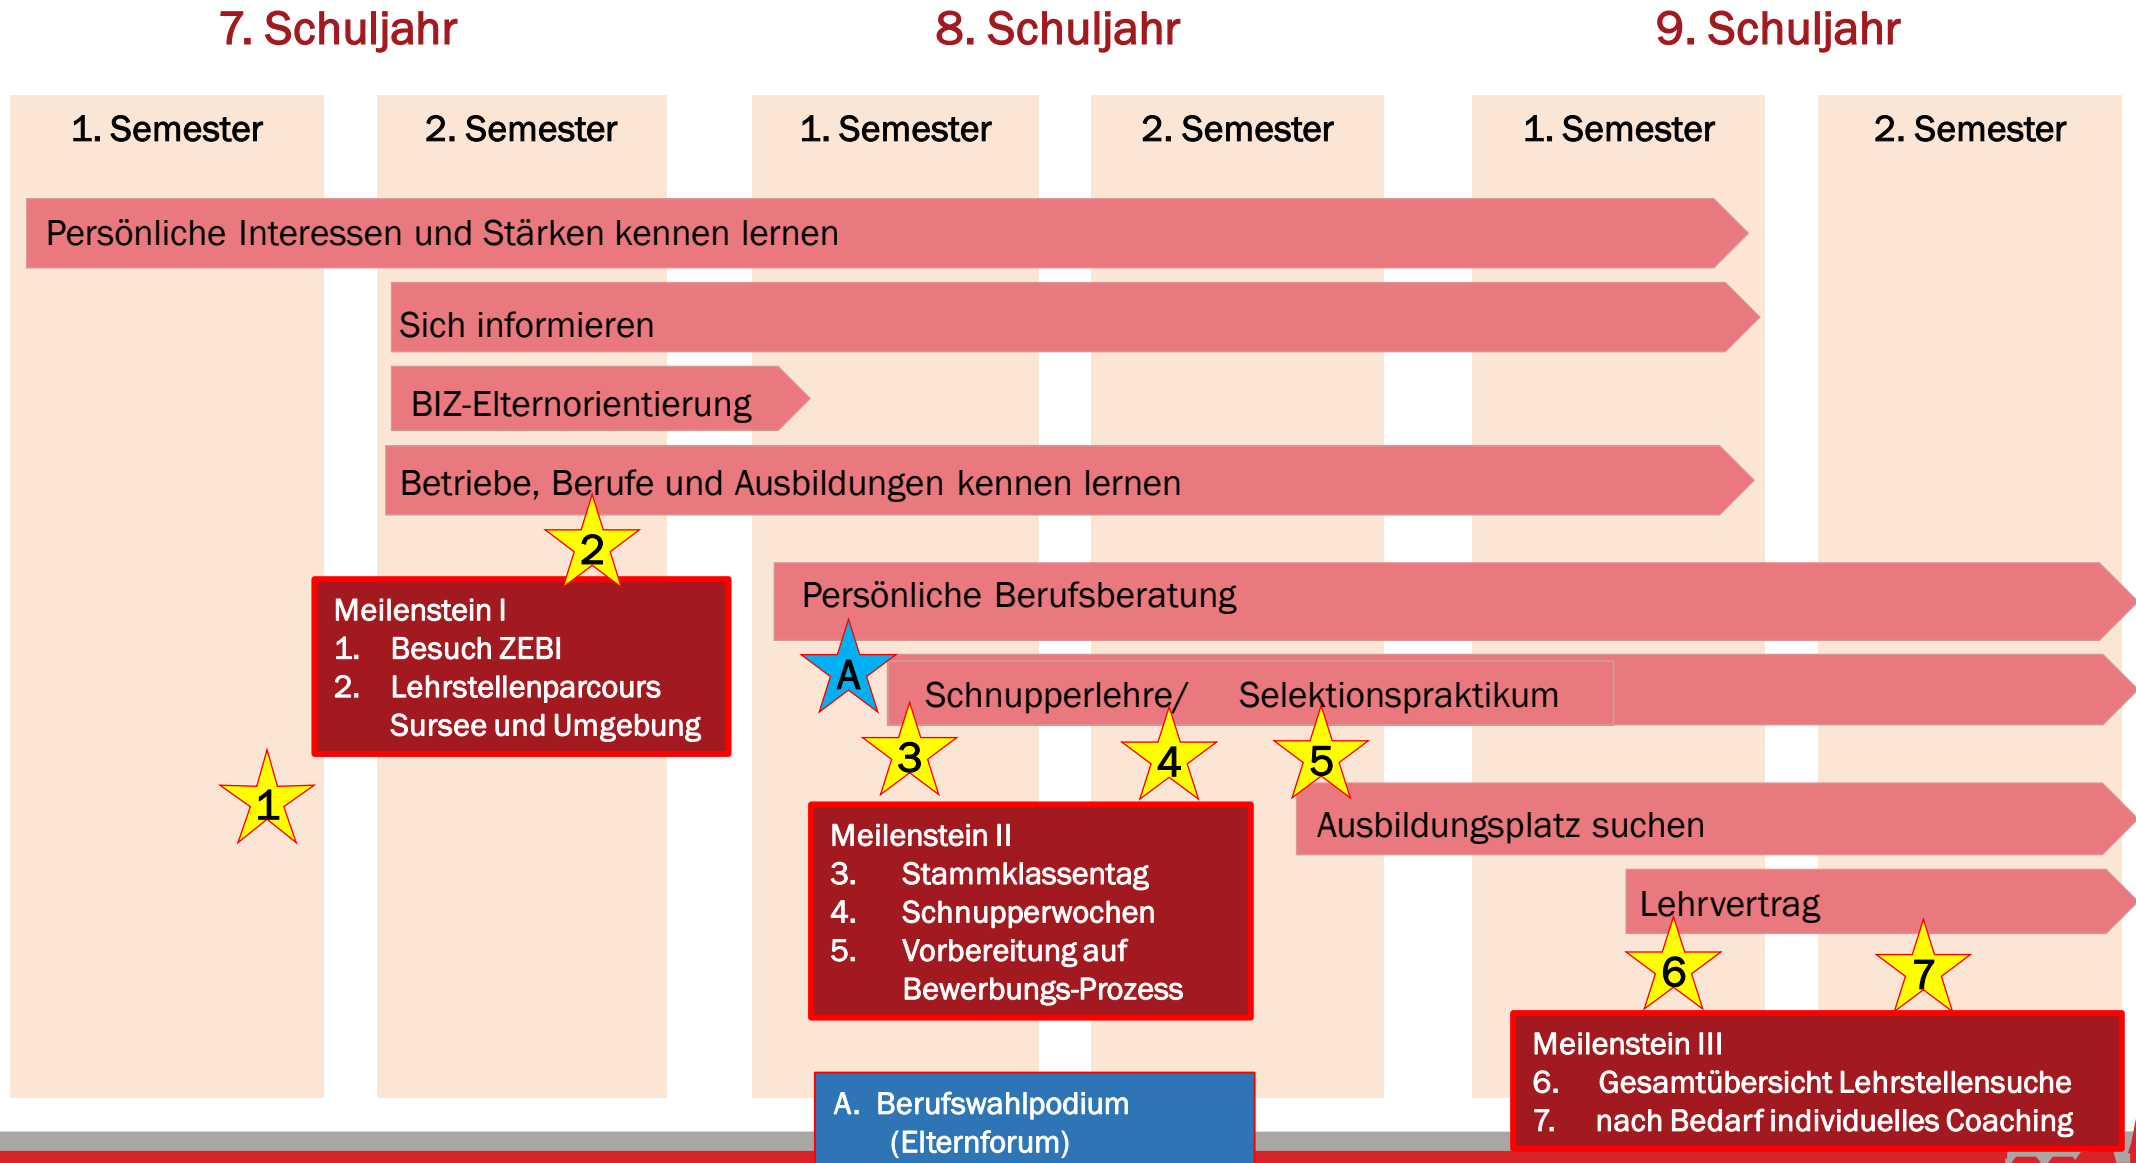 7. Schuljahr
8. Schuljahr
9. Schuljahr
1. Semester
2. Semester
1. Semester
2. Semester
1. Semester
2. Semester
Persönliche Interessen und Stärken kennen lernen
Sich informieren
BIZ-Elternorientierung
Betriebe, Berufe und Ausbildungen kennen lernen
2
Meilenstein I
1. Besuch ZEBI
2. Lehrstellenparcours
Sursee und Umgebung
1
Persönliche Berufsberatung
A
Schnupperlehre/ Selektionspraktikum
3
4
5
Ausbildungsplatz suchen
Meilenstein II
3. Stammklassentag
4. Schnupperwochen
5. Vorbereitung auf
Bewerbungs-Prozess
Lehrvertrag
6
7
Meilenstein III
6. Gesamtübersicht Lehrstellensuche
7. nach Bedarf individuelles Coaching
A. Berufswahlpodium
(Elternforum)